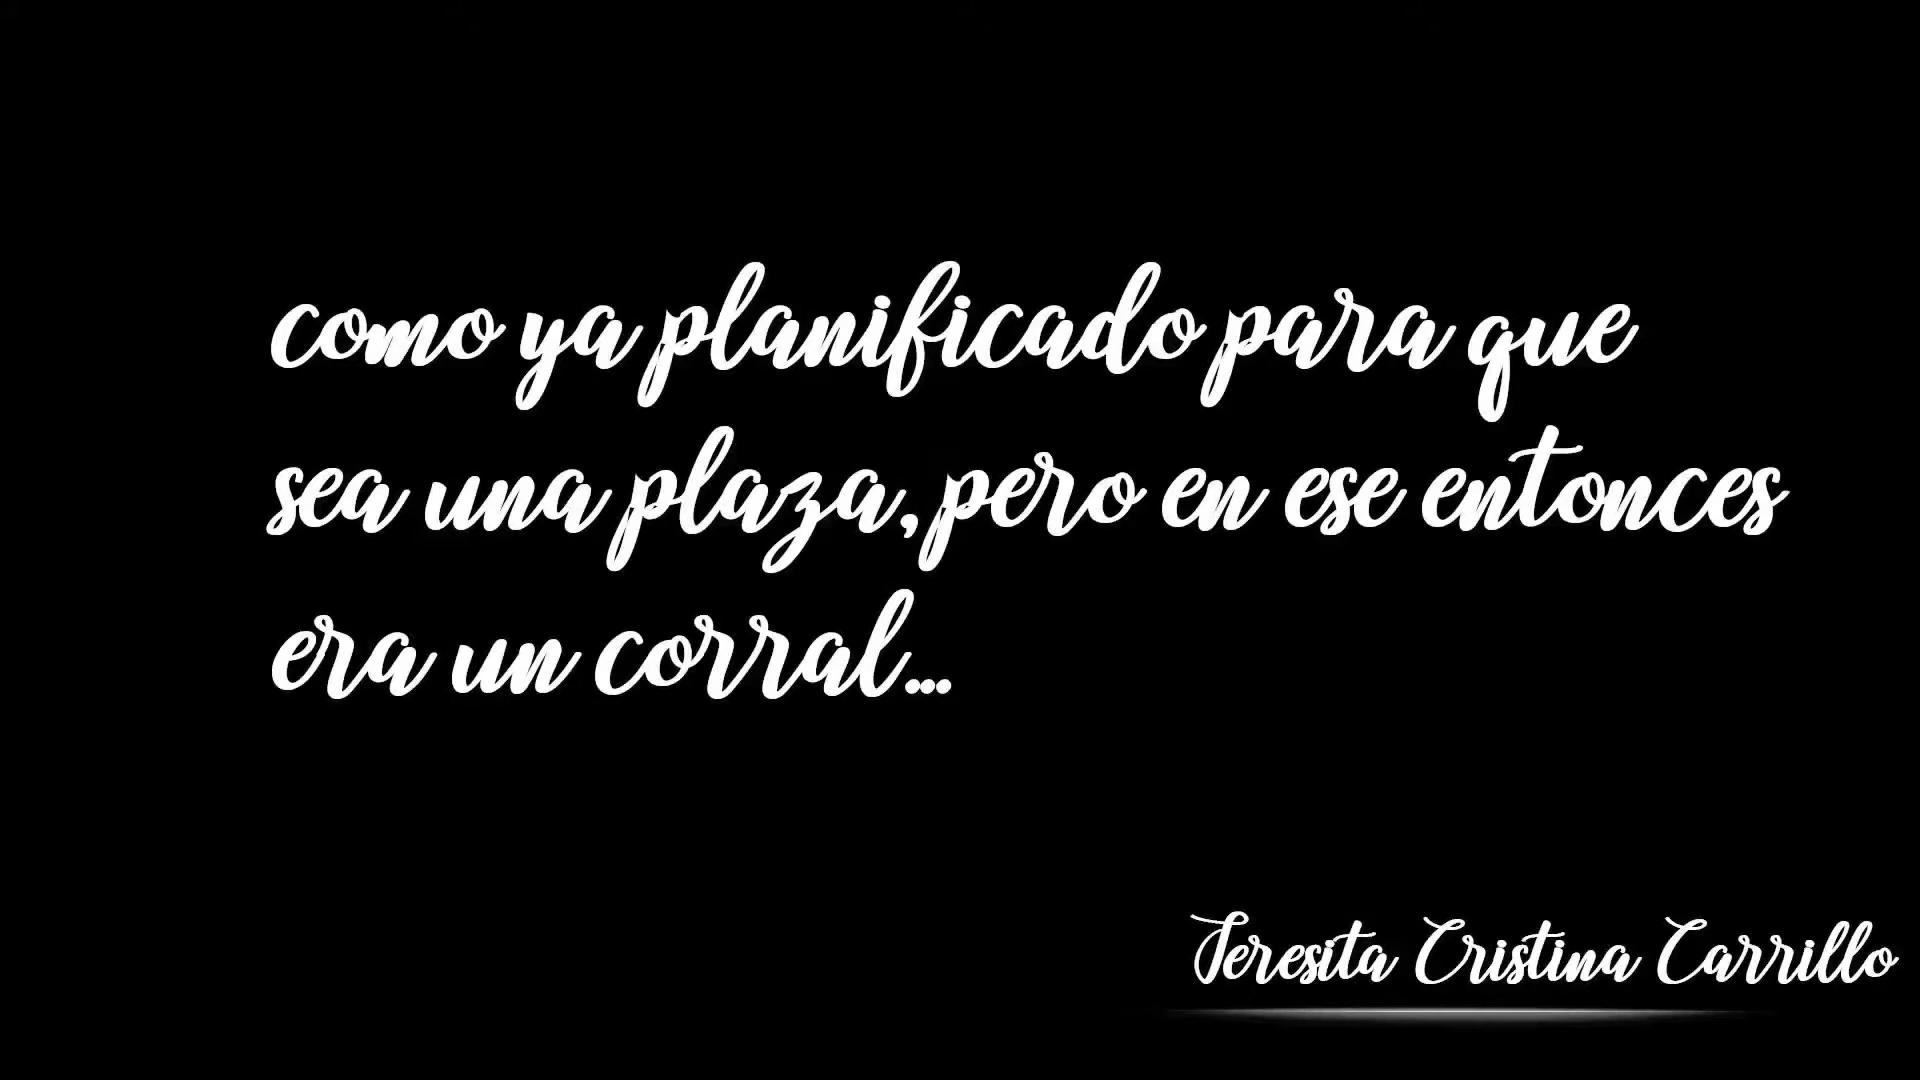 como ya planificado para que
sea una plaza, pero en ese entonces
era un corral...
Teresita Cristina Carrillo